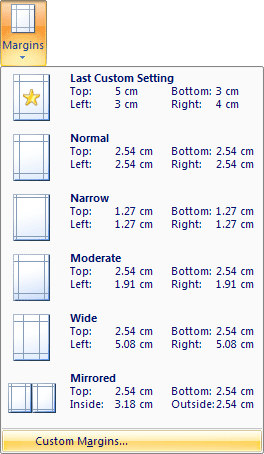 Margins
Last Custom Setting
Top: 5 cm Bottom: 3 cm
Left: 3 cm Right: 4 cm
Normal
Top: 2.54 cm Bottom: 2.54 cm
Left: 2.54 cm Right: 2.54 cm
Narrow
Top: 1.27 cm Bottom: 1.27 cm
Left: 1.27 cm Right: 1.27 cm
Moderate
Top: 2.54 cm Bottom: 2.54 cm
Left: 1.91 cm Right: 1.91 cm
Wide
Top: 2.54 cm Bottom: 2.54 cm
Left: 5.08 cm Right: 5.08 cm
Mirrored
Top: 2.54 cm Bottom: 2.54 cm
Inside: 3.18 cm Outside: 2.54 cm
Custom Margins...